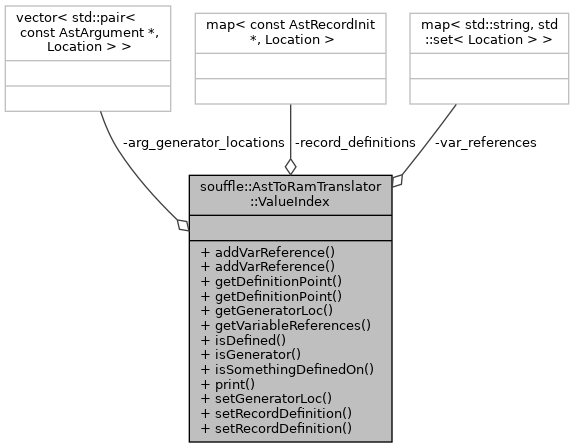 vector< std::pair<
const AstArgument *,
Location > >
map< const AstRecordInit
*, Location >
map< std::string, std
::set< Location > >
-arg_generator_locations
-record_definitions
-var_references
souffle::AstToRamTranslator
::ValueIndex
+ addVarReference()
+ addVarReference()
+ getDefinitionPoint()
+ getDefinitionPoint()
+ getGeneratorLoc()
+ getVariableReferences()
+ isDefined()
+ isGenerator()
+ isSomethingDefinedOn()
+ print()
+ setGeneratorLoc()
+ setRecordDefinition()
+ setRecordDefinition()